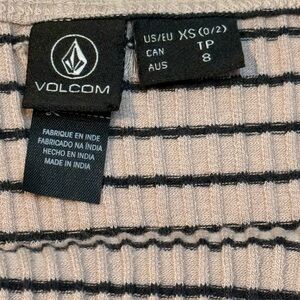 VOLCOM
US/EU XS (0/2)
CAN TP
AUS 8
FABRIQUE EN INDE
FABRICADO NA ÍNDIA
HECHO EN INDIA
MADE IN INDIA